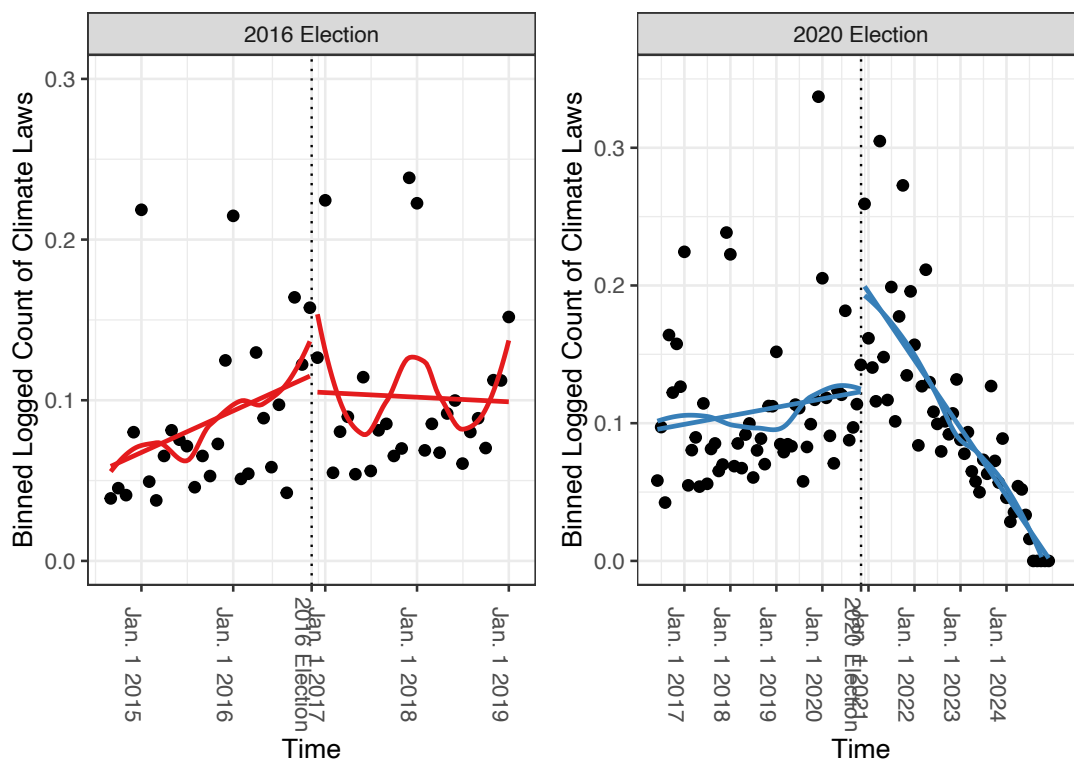 2016 Election
2020 Election
Binned Logged Count of Climate Laws
0.3
0.2
0.1
0.0
Jan. 1 2015
Jan. 1 2016
2016 Election
Jan. 1 2017
Jan. 1 2018
Jan. 1 2019
Time
Binned Logged Count of Climate Laws
0.3
0.2
0.1
0.0
Jan. 1 2017
Jan. 1 2018
Jan. 1 2019
Jan. 1 2020
2020 Election
Jan. 1 2021
Jan. 1 2022
Jan. 1 2023
Jan. 1 2024
Time